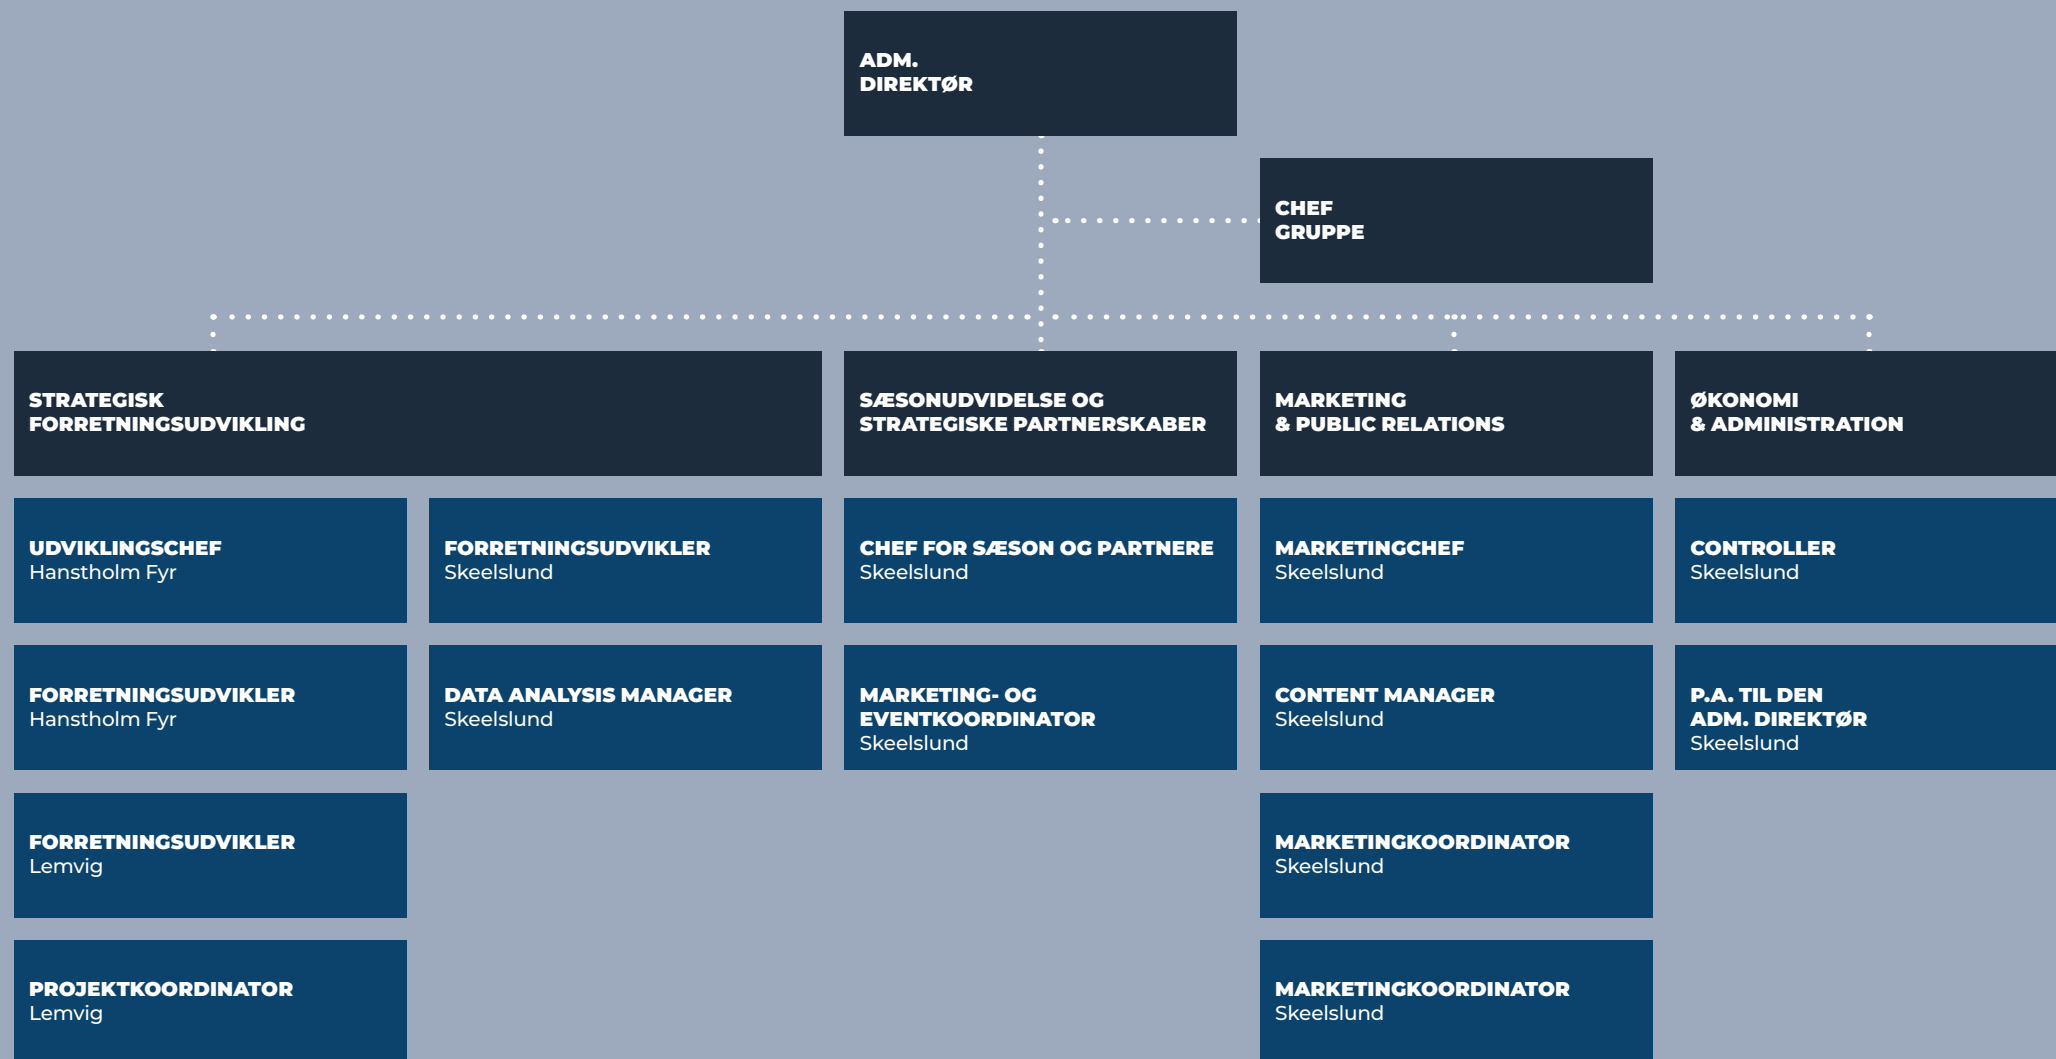 ADM.
DIREKTØR
CHEF
GRUPPE
STRATEGISK
FORRETNINGSUDVIKLING
SÆSONUDVIDELSE OG
STRATEGISKE PARTNERSKABER
MARKETING
& PUBLIC RELATIONS
ØKONOMI
& ADMINISTRATION
UDVIKLINGSCHEF
Hanstholm Fyr
FORRETNINGSUDVIKLER
Skeelslund
CHEF FOR SÆSON OG PARTNERE
Skeelslund
MARKETINGCHEF
Skeelslund
CONTROLLER
Skeelslund
FORRETNINGSUDVIKLER
Hanstholm Fyr
DATA ANALYSIS MANAGER
Skeelslund
MARKETING- OG
EVENTKOORDINATOR
Skeelslund
CONTENT MANAGER
Skeelslund
P.A. TIL DEN
ADM. DIREKTØR
Skeelslund
FORRETNINGSUDVIKLER
Lemvig
MARKETINGKOORDINATOR
Skeelslund
PROJEKTKOORDINATOR
Lemvig
MARKETINGKOORDINATOR
Skeelslund